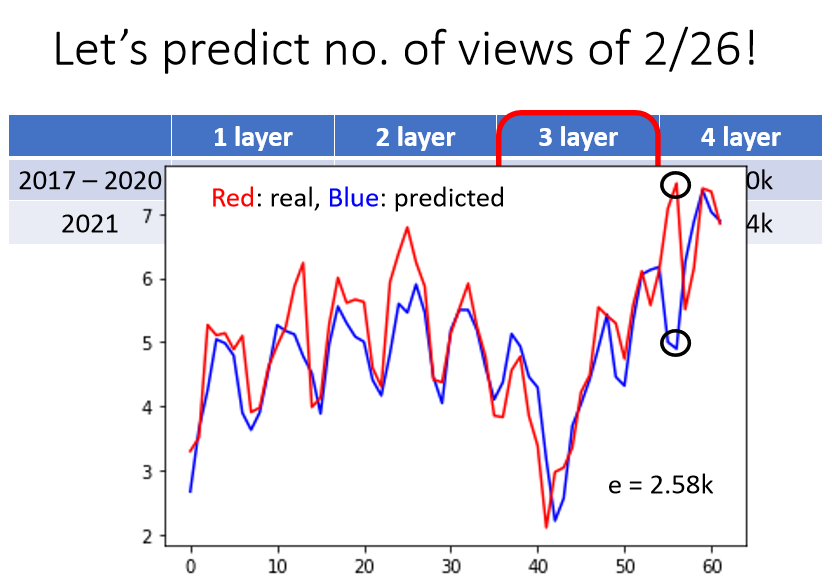 Let's predict no. of views of 2/26!
1 layer 2 layer 3 layer 4 layer
2017 – 2020 0k
2021 4k
Red: real, Blue: predicted
7
6
5
4
3
2
e = 2.58k
0 10 20 30 40 50 60